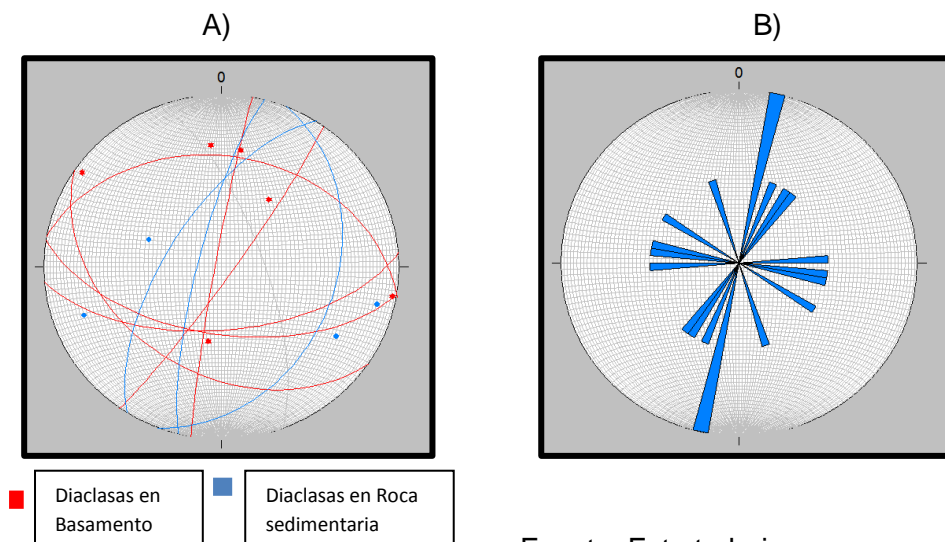 A)
B)
0
0
Diaclasas en
Basamento
Diaclasas en Roca
sedimentaria